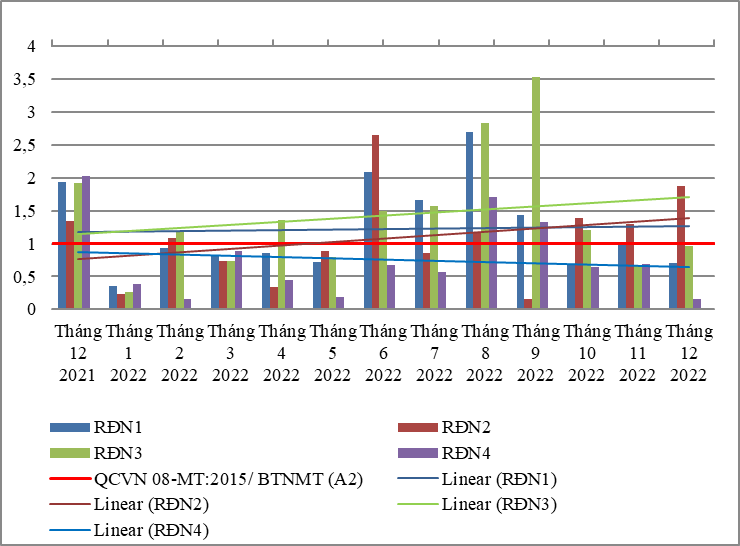 4
3,5
3
2,5
2
1,5
1
0,5
0
Tháng Tháng Tháng Tháng Tháng Tháng Tháng Tháng Tháng Tháng Tháng Tháng Tháng
12 1 2 3 4 5 6 7 8 9 10 11 12
2021 2022 2022 2022 2022 2022 2022 2022 2022 2022 2022 2022 2022
RĐN1 RĐN2
RĐN3 RĐN4
QCVN 08-MT:2015/ BTNMT (A2) Linear (RĐN1)
Linear (RĐN2) Linear (RĐN3)
Linear (RĐN4)